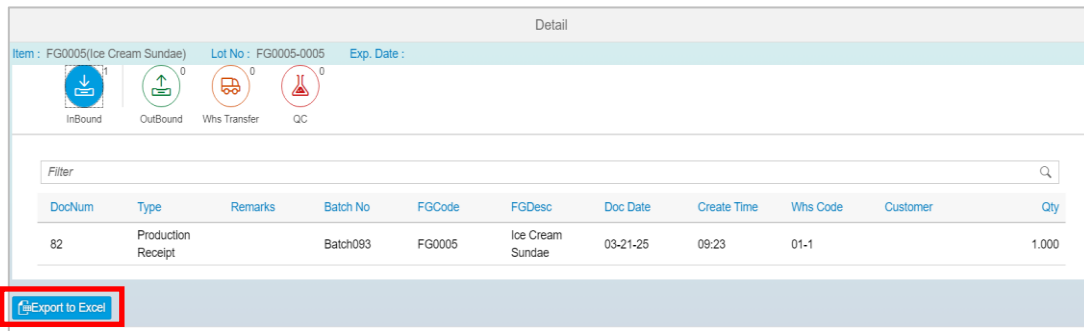 Detail
Item : FG0005(Ice Cream Sundae) Lot No : FG0005-0005 Exp. Date :
1 0 0 0
InBound OutBound Whs Transfer QC
Filter
DocNum Type Remarks Batch No FGCode FGDesc Doc Date Create Time Whs Code Customer Qty
82 Production Receipt Batch093 FG0005 Ice Cream Sundae 03-21-25 09:23 01-1 1.000
Export to Excel